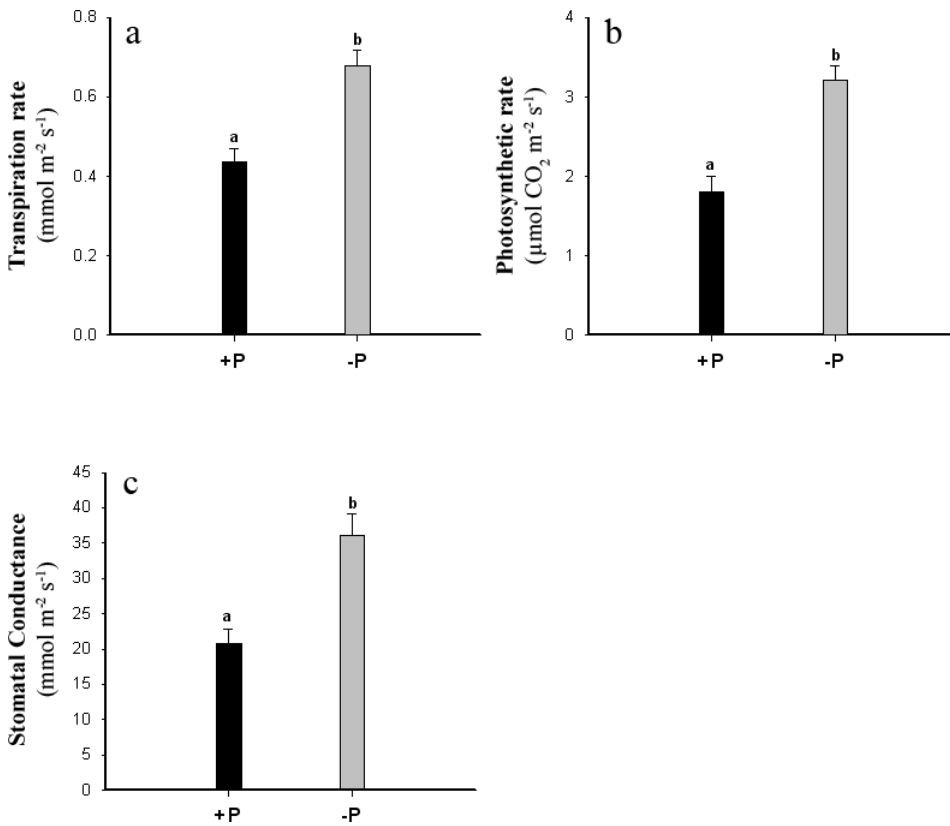 a
Transpiration rate
(mmol m⁻² s⁻¹)
0.8
0.6
0.4
0.2
0.0
a
b
+P
-P
b
Photosynthetic rate
(µmol CO₂ m⁻² s⁻¹)
4
3
2
1
0
a
b
+P
-P
c
Stomatal Conductance
(mmol m⁻² s⁻¹)
45
40
35
30
25
20
15
10
5
0
a
b
+P
-P